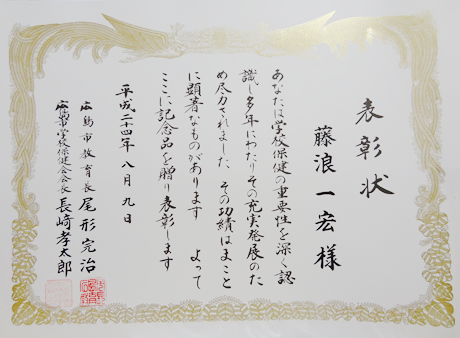 表彰状
藤浪一宏様
あなたは学校保健の重要性を深く認
識し多年にわたりその充実発展のた
め尽力されました その功績はまこと
に顕著なものがあります よって
ここに記念品を贈り表彰します
平成二十四年八月九日
広島市教育長 尾形完治
広島市学校保健会会長 長﨑孝太郎